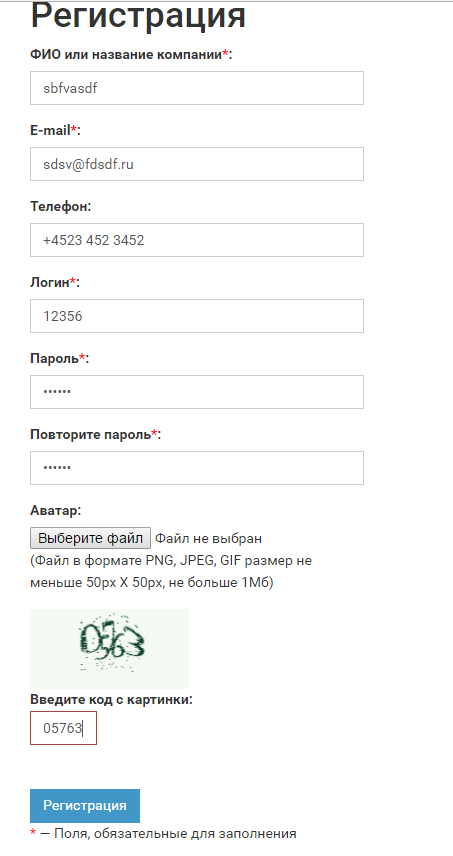 Регистрация
ФИО или название компании*:
sbfvasdf
E-mail*:
sdsv@fdsdf.ru
Телефон:
+4523 452 3452
Логин*:
12356
Пароль*:
••••••
Повторите пароль*:
••••••
Аватар:
Выберите файл Файл не выбран
(Файл в формате PNG, JPEG, GIF размер не
меньше 50px X 50px, не больше 1Мб)
0563
Введите код с картинки:
05763
Регистрация
* — Поля, обязательные для заполнения